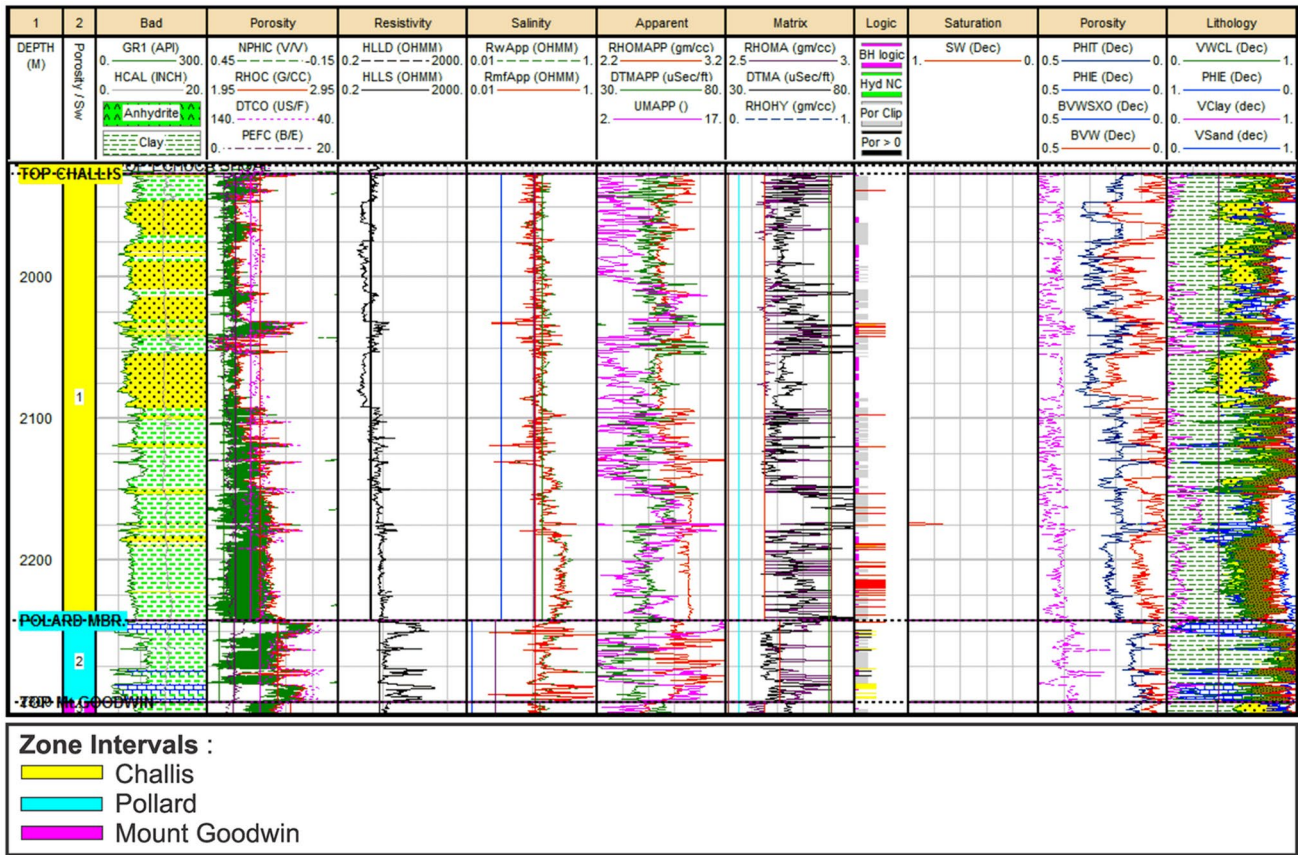 1 2 Bad Porosity Resistivity Salinity Apparent Matrix Logic Saturation Porosity Lithology
DEPTH (M)
Porosity / Sw
GR1 (API)
0. 300.
HCAL (INCH)
0. 20.
Anhydrite
Clay
NPHIC (V/V)
0.45 -0.15
RHOC (G/CC)
1.95 2.95
DTCO (US/F)
140. 40.
PEFC (B/E)
0. 20.
HLLD (OHMM)
0.2 2000.
HLLS (OHMM)
0.2 2000.
RwApp (OHMM)
0.01 1.
RmfApp (OHMM)
0.01 1.
RHOMAPP (gm/cc)
2.2 3.2
DTMAPP (uSec/ft)
30. 80.
UMAPP ()
2. 17.
RHOMA (gm/cc)
2.5 3.
DTMA (uSec/ft)
30. 80.
RHOHY (gm/cc)
0. 1.
BH logic
Hyd NC
Por Clip
Por > 0
SW (Dec)
1. 0.
PHIT (Dec)
0.5 0.
PHIE (Dec)
0.5 0.
BVWSXO (Dec)
0.5 0.
BVW (Dec)
0.5 0.
VWCL (Dec)
0. 1.
PHIE (Dec)
1. 0.
VClay (dec)
0. 1.
VSand (dec)
0. 1.
TOP CHALLIS
2000
1
2100
2200
POLARD MBR.
2
TOP Mt.GOODWIN
Zone Intervals :
Challis
Pollard
Mount Goodwin